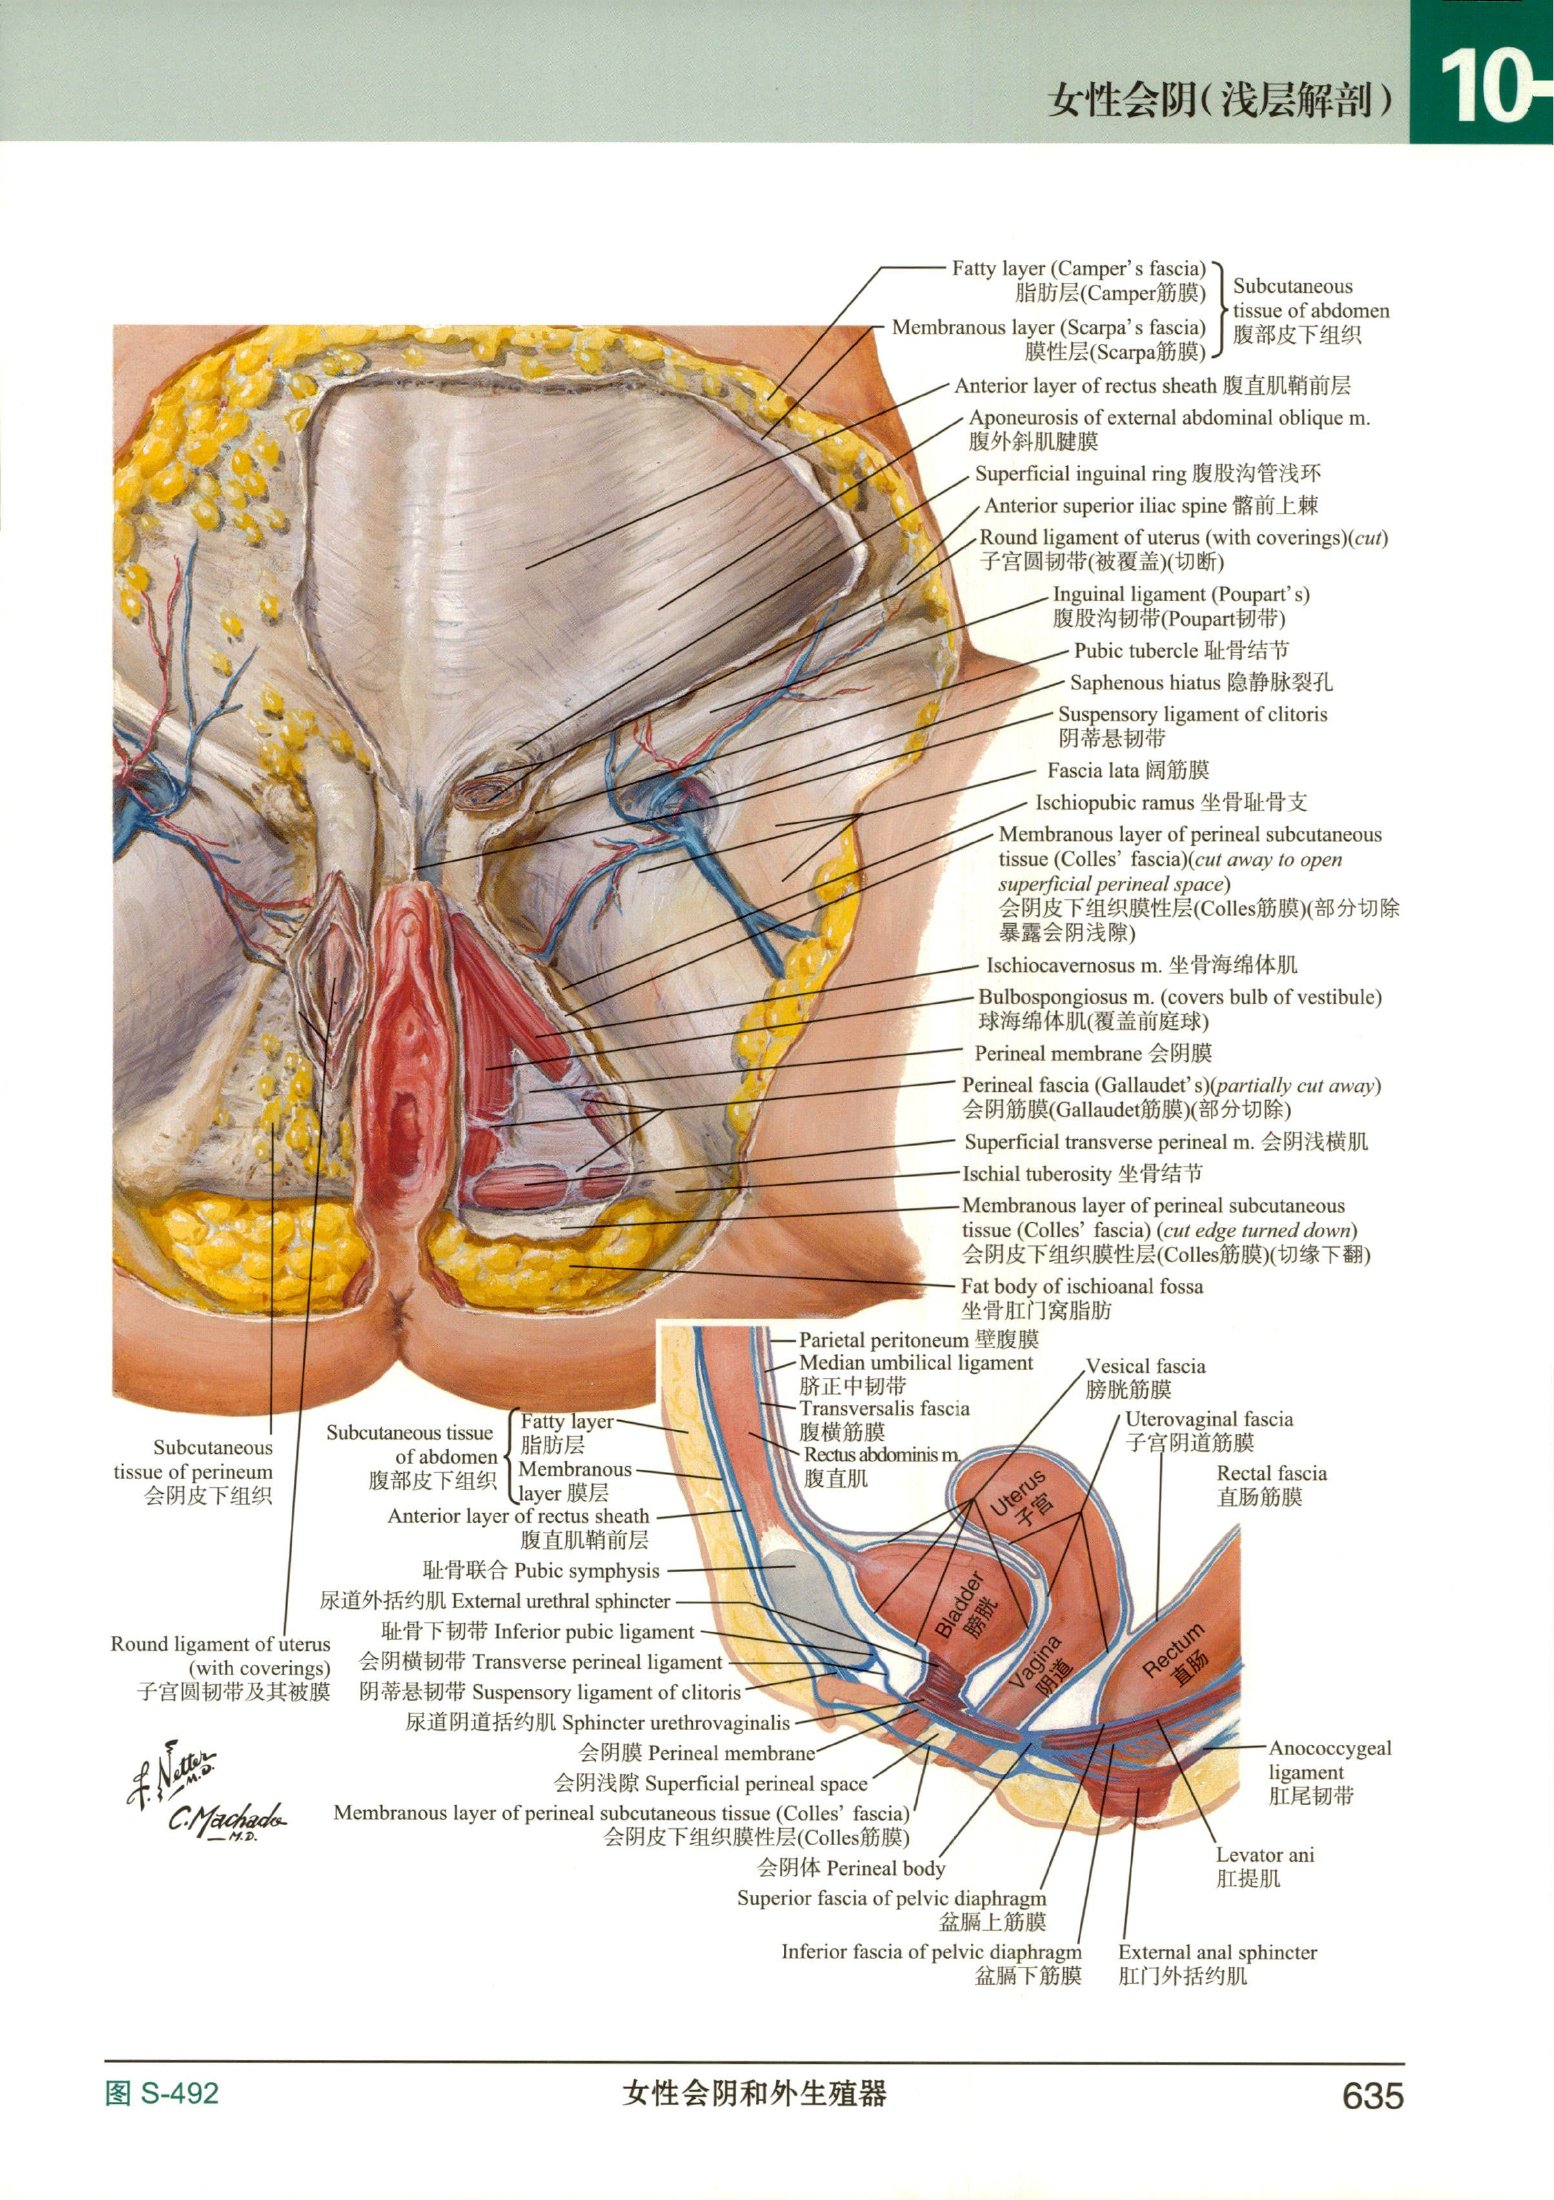 女性会阴(浅层解剖)
10
Fatty layer (Camper's fascia)
脂肪层(Camper筋膜)
Membranous layer (Scarpa's fascia)
膜性层(Scarpa筋膜)
Subcutaneous
tissue of abdomen
腹部皮下组织
Anterior layer of rectus sheath 腹直肌鞘前层
Aponeurosis of external abdominal oblique m.
腹外斜肌腱膜
Superficial inguinal ring 腹股沟管浅环
Anterior superior iliac spine 髂前上棘
Round ligament of uterus (with coverings)(cut)
子宫圆韧带(被覆盖)(切断)
Inguinal ligament (Poupart's)
腹股沟韧带(Poupart韧带)
Pubic tubercle 耻骨结节
Saphenous hiatus 隐静脉裂孔
Suspensory ligament of clitoris
阴蒂悬韧带
Fascia lata 阔筋膜
Ischiopubic ramus 坐骨耻骨支
Membranous layer of perineal subcutaneous
tissue (Colles' fascia)(cut away to open
superficial perineal space)
会阴皮下组织膜性层(Colles筋膜)(部分切除
暴露会阴浅隙)
Ischiocavernosus m. 坐骨海绵体肌
Bulbospongiosus m. (covers bulb of vestibule)
球海绵体肌(覆盖前庭球)
Perineal membrane 会阴膜
Perineal fascia (Gallaudet's)(partially cut away)
会阴筋膜(Gallaudet筋膜)(部分切除)
Superficial transverse perineal m. 会阴浅横肌
Ischial tuberosity 坐骨结节
Membranous layer of perineal subcutaneous
tissue (Colles' fascia) (cut edge turned down)
会阴皮下组织膜性层(Colles筋膜)(切缘下翻)
Fat body of ischioanal fossa
坐骨肛门窝脂肪
Parietal peritoneum 壁腹膜
Median umbilical ligament
脐正中韧带
Transversalis fascia
腹横筋膜
Rectus abdominis m.
腹直肌
Vesical fascia
膀胱筋膜
Uterovaginal fascia
子宫阴道筋膜
Rectal fascia
直肠筋膜
Subcutaneous
tissue of perineum
会阴皮下组织
Subcutaneous tissue
of abdomen
腹部皮下组织
Fatty layer
脂肪层
Membranous
layer 膜层
Anterior layer of rectus sheath
腹直肌鞘前层
耻骨联合 Pubic symphysis
尿道外括约肌 External urethral sphincter
耻骨下韧带 Inferior pubic ligament
会阴横韧带 Transverse perineal ligament
阴蒂悬韧带 Suspensory ligament of clitoris
尿道阴道括约肌 Sphincter urethrovaginalis
会阴膜 Perineal membrane
会阴浅隙 Superficial perineal space
Membranous layer of perineal subcutaneous tissue (Colles' fascia)
会阴皮下组织膜性层(Colles筋膜)
会阴体 Perineal body
Superior fascia of pelvic diaphragm
盆膈上筋膜
Inferior fascia of pelvic diaphragm
盆膈下筋膜
Round ligament of uterus
(with coverings)
子宫圆韧带及其被膜
Uterus
子宫
Bladder
膀胱
Vagina
阴道
Rectum
直肠
Anococcygeal
ligament
肛尾韧带
Levator ani
肛提肌
External anal sphincter
肛门外括约肌
F. Netter
M.D.
C. Machado
M.D.
图 S-492
女性会阴和外生殖器
635